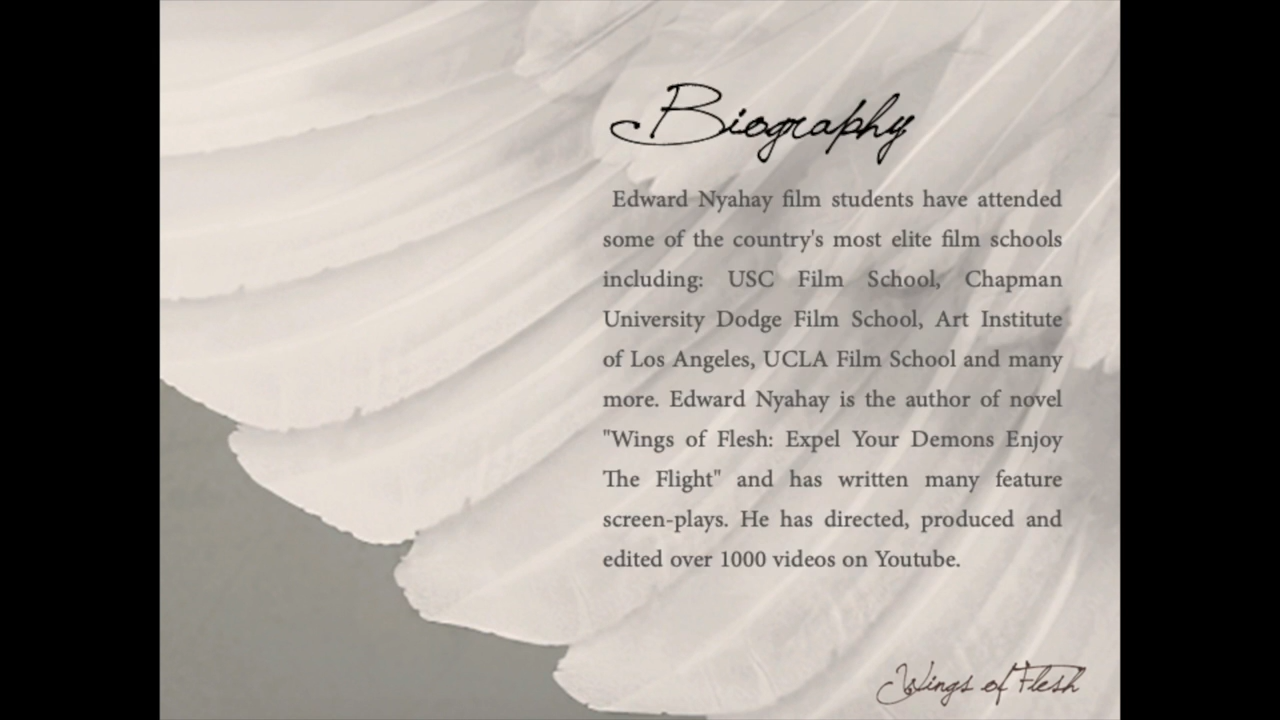 Biography
Edward Nyahay film students have attended
some of the country's most elite film schools
including: USC Film School, Chapman
University Dodge Film School, Art Institute
of Los Angeles, UCLA Film School and many
more. Edward Nyahay is the author of novel
"Wings of Flesh: Expel Your Demons Enjoy
The Flight" and has written many feature
screen-plays. He has directed, produced and
edited over 1000 videos on Youtube.
Wings of Flesh